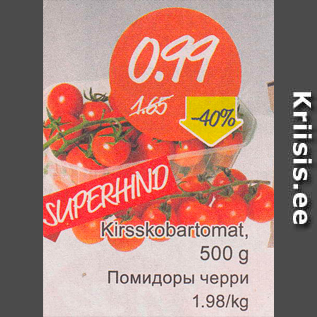 0.99
1.65
-40%
SUPERHIND
Kirsskobartomat,
500 g
Помидоры черри
1.98/kg
Kriisis.ee